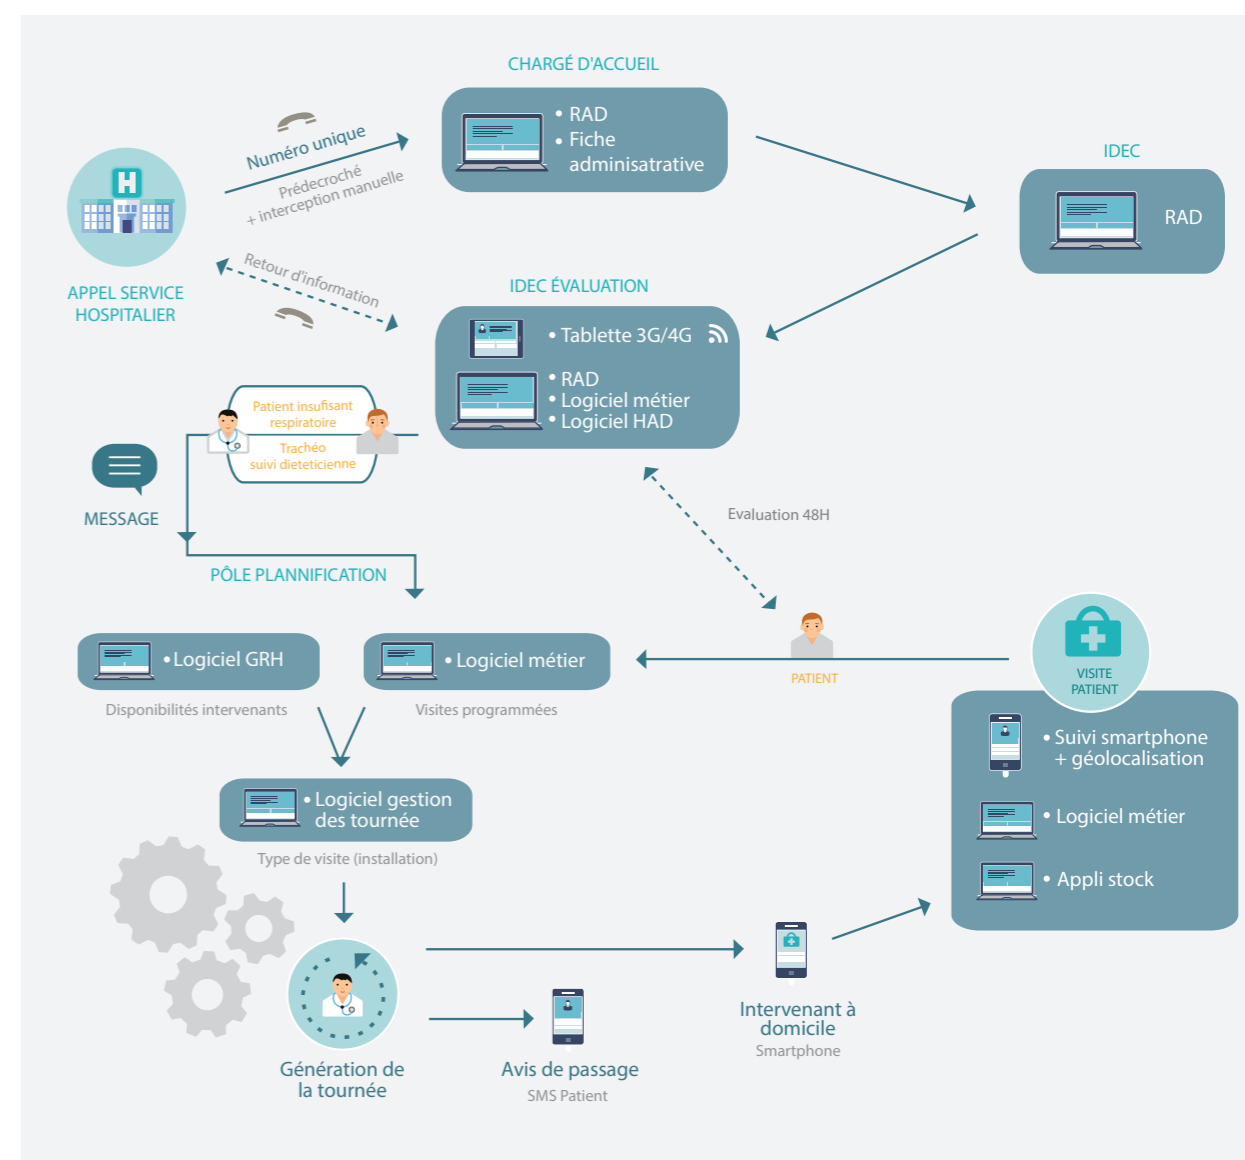 CHARGÉ D'ACCUEIL
• RAD
• Fiche
adminisatrative
Numéro unique
Prédecroché
+ interception manuelle
IDEC
RAD
H
APPEL SERVICE
HOSPITALIER
Retour d'information
IDEC ÉVALUATION
• Tablette 3G/4G
• RAD
• Logiciel métier
• Logiciel HAD
Patient insufisant
respiratoire
Trachéo
suivi dieteticienne
MESSAGE
Evaluation 48H
PÔLE PLANNIFICATION
• Logiciel GRH
Disponibilités intervenants
• Logiciel métier
Visites programmées
PATIENT
VISITE
PATIENT
• Suivi smartphone
+ géolocalisation
• Logiciel métier
• Appli stock
• Logiciel gestion
des tournée
Type de visite (installation)
Génération de
la tournée
Avis de passage
SMS Patient
Intervenant à
domicile
Smartphone